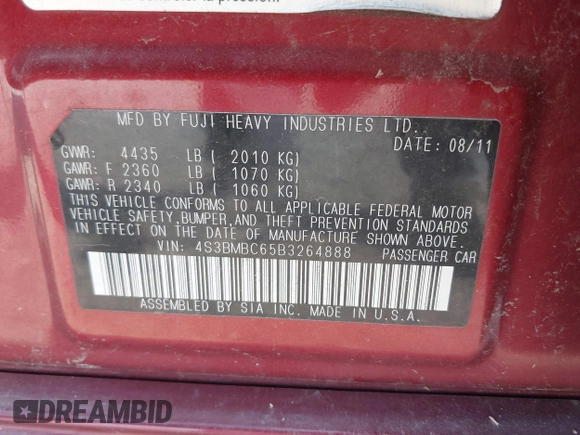 la pression.
MFD BY FUJI HEAVY INDUSTRIES LTD.
DATE: 08/11
GVWR: 4435 LB ( 2010 KG)
GAWR: F 2360 LB ( 1070 KG)
GAWR: R 2340 LB ( 1060 KG)
THIS VEHICLE CONFORMS TO ALL APPLICABLE FEDERAL MOTOR
VEHICLE SAFETY,BUMPER,AND THEFT PREVENTION STANDARDS
IN EFFECT ON THE DATE OF MANUFACTURE SHOWN ABOVE.
VIN: 4S3BMBC65B3264888 PASSENGER CAR
ASSEMBLED BY SIA INC. MADE IN U.S.A.
DREAMBID